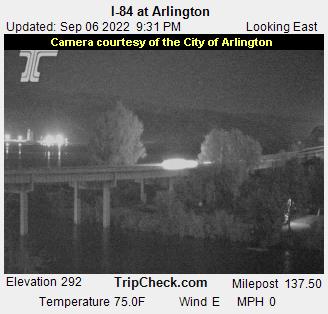 I-84 at Arlington
Updated: Sep 06 2022 9:31 PM Looking East
Camera courtesy of the City of Arlington
Elevation 292 TripCheck.com Milepost 137.50
Temperature 75.0F Wind E MPH 0